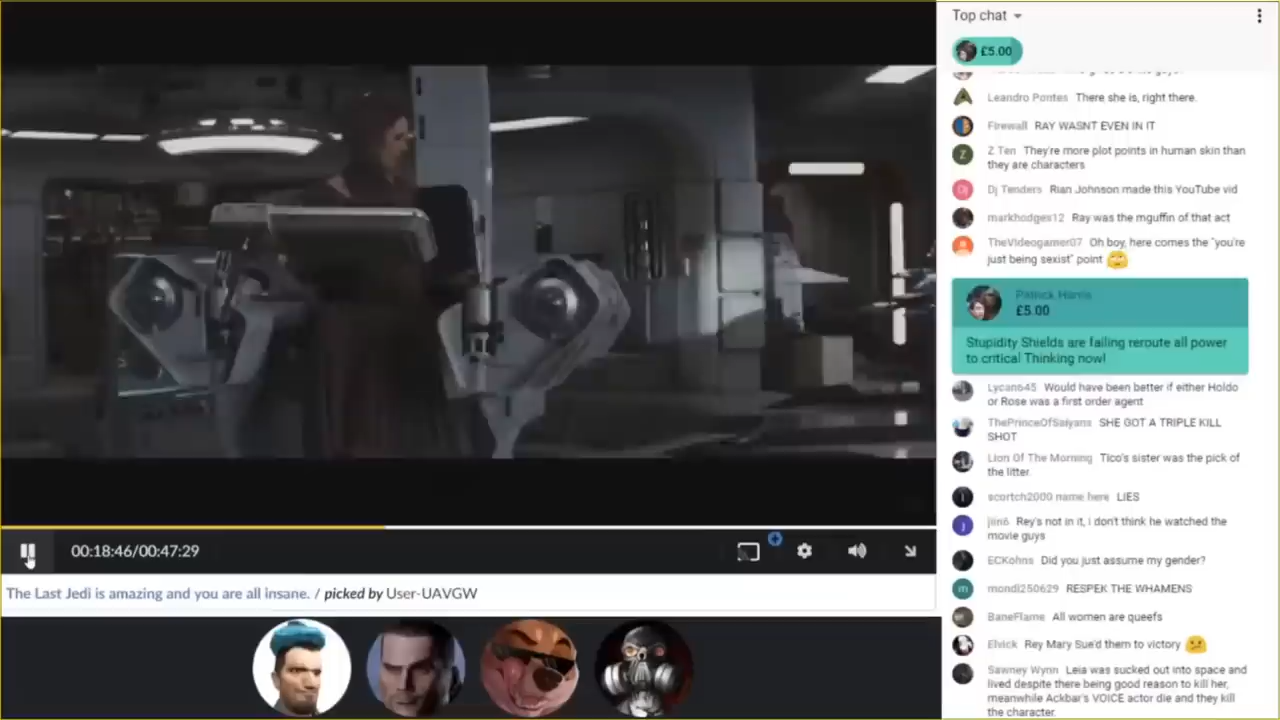 Top chat
£5.00
Leandro Pontes There she is, right there.
Firewall RAY WASNT EVEN IN IT
Z Ten They're more plot points in human skin than
they are characters
Dj Tenders Rian Johnson made this YouTube vid
markhodges12 Ray was the mguffin of that act
TheVideogamer07 Oh boy, here comes the "you're
just being sexist" point
Patrick Harris
£5.00
Stupidity Shields are failing reroute all power
to critical Thinking now!
Lycan645 Would have been better if either Holdo
or Rose was a first order agent
ThePrinceOfSaiyans SHE GOT A TRIPLE KILL
SHOT
Lion Of The Morning Tico's sister was the pick of
the litter.
scortch2000 name here LIES
jiin6 Rey's not in it, i don't think he watched the
movie guys
ECKohns Did you just assume my gender?
mondi250629 RESPEK THE WHAMENS
BaneFlame All women are queefs
Elvick Rey Mary Sue'd them to victory
Sawney Wynn Leia was sucked out into space and
lived despite there being good reason to kill her,
meanwhile Ackbar's VOICE actor die and they kill
the character.
00:18:46/00:47:29
The Last Jedi is amazing and you are all insane. / picked by User-UAVGW